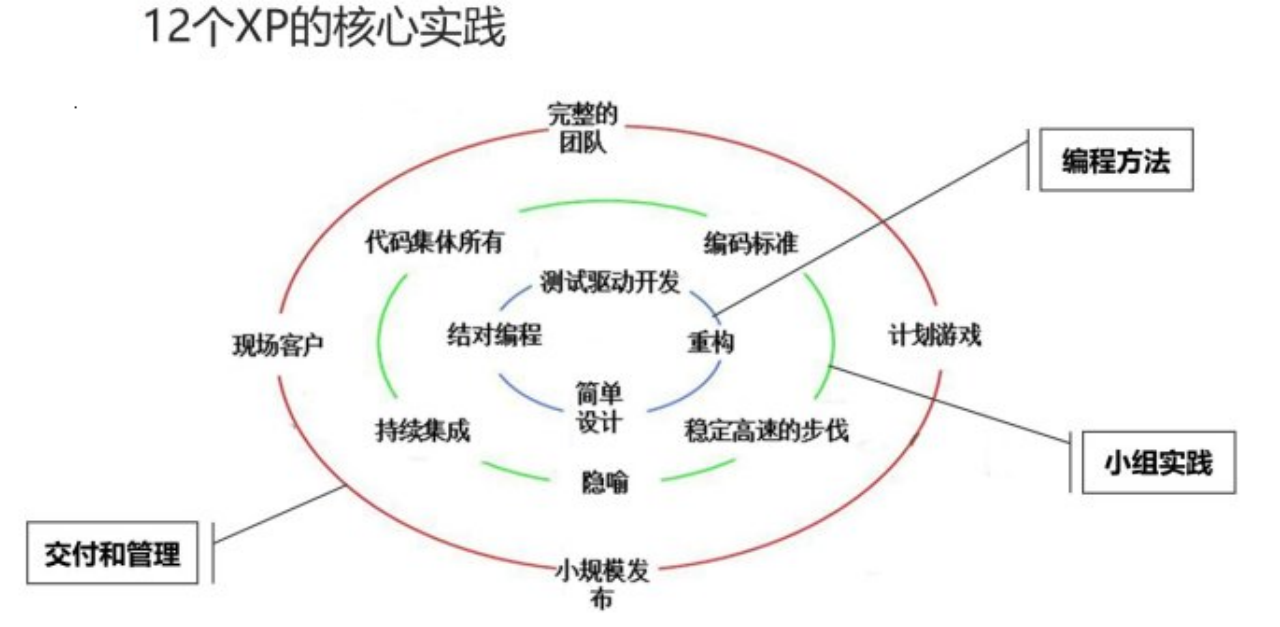 12个XP的核心实践
完整的
团队
编程方法
代码集休所有
编码标准
测试驱动开发
结对编程
重构
现场客户
计划游戏
简单
设计
持续集成
稳定高速的步伐
小组实践
隐喻
交付和管理
小规模发
布